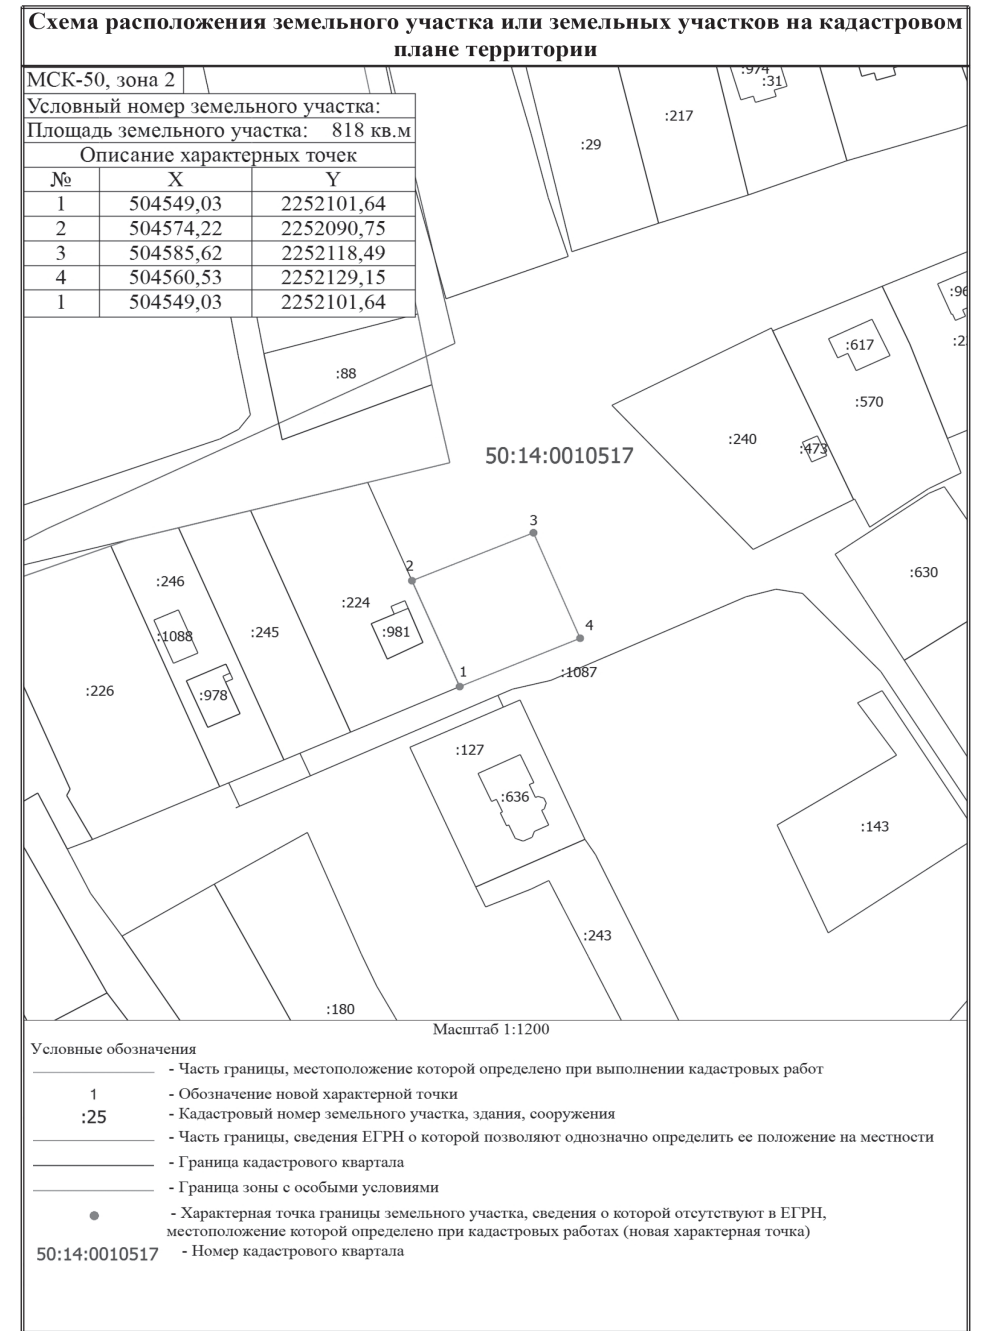 Схема расположения земельного участка или земельных участков на кадастровом
плане территории
МСК-50, зона 2
Условный номер земельного участка:
Площадь земельного участка: 818 кв.м
Описание характерных точек
№ X Y
1 504549,03 2252101,64
2 504574,22 2252090,75
3 504585,62 2252118,49
4 504560,53 2252129,15
1 504549,03 2252101,64
:974
:31
:217
:29
:96
:617
:88
:570
:240
:473
50:14:0010517
3
2
:630
:246
:224
4
:1088
:245
:981
1
:1087
:226
:978
:127
:636
:143
:243
:180
Масштаб 1:1200
Условные обозначения
- Часть границы, местоположение которой определено при выполнении кадастровых работ
1 - Обозначение новой характерной точки
:25 - Кадастровый номер земельного участка, здания, сооружения
- Часть границы, сведения ЕГРН о которой позволяют однозначно определить ее положение на местности
- Граница кадастрового квартала
- Граница зоны с особыми условиями
- Характерная точка границы земельного участка, сведения о которой отсутствуют в ЕГРН,
местоположение которой определено при кадастровых работах (новая характерная точка)
50:14:0010517 - Номер кадастрового квартала